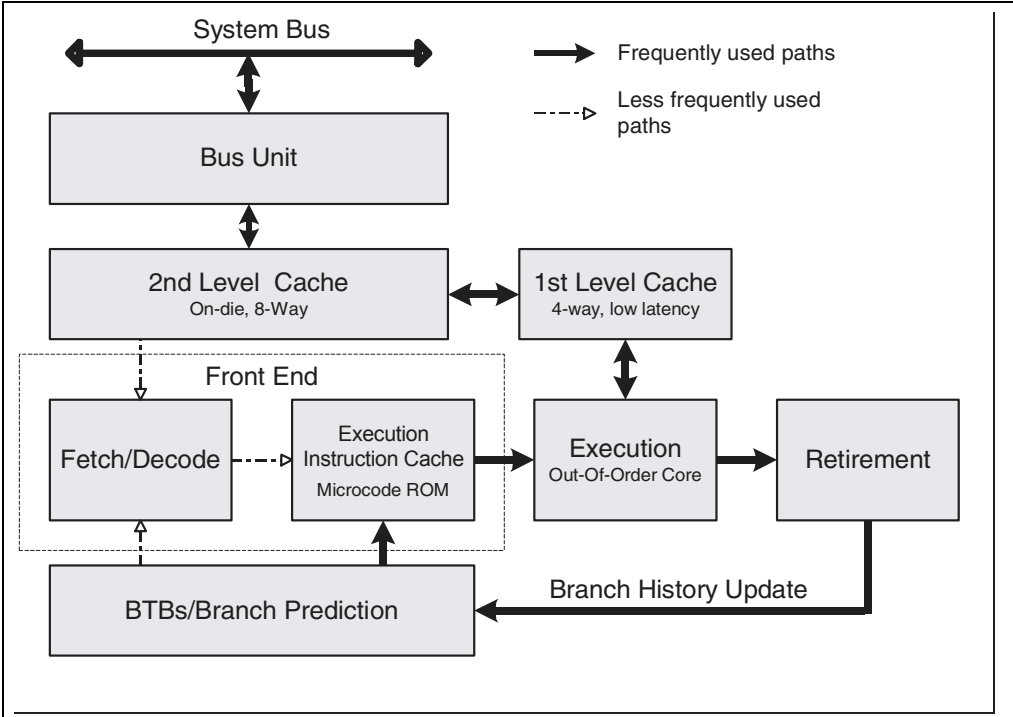 System Bus
Frequently used paths
Less frequently used
paths
Bus Unit
2nd Level Cache
On-die, 8-Way
1st Level Cache
4-way, low latency
Front End
Fetch/Decode
Execution
Instruction Cache
Microcode ROM
Execution
Out-Of-Order Core
Retirement
BTBs/Branch Prediction
Branch History Update